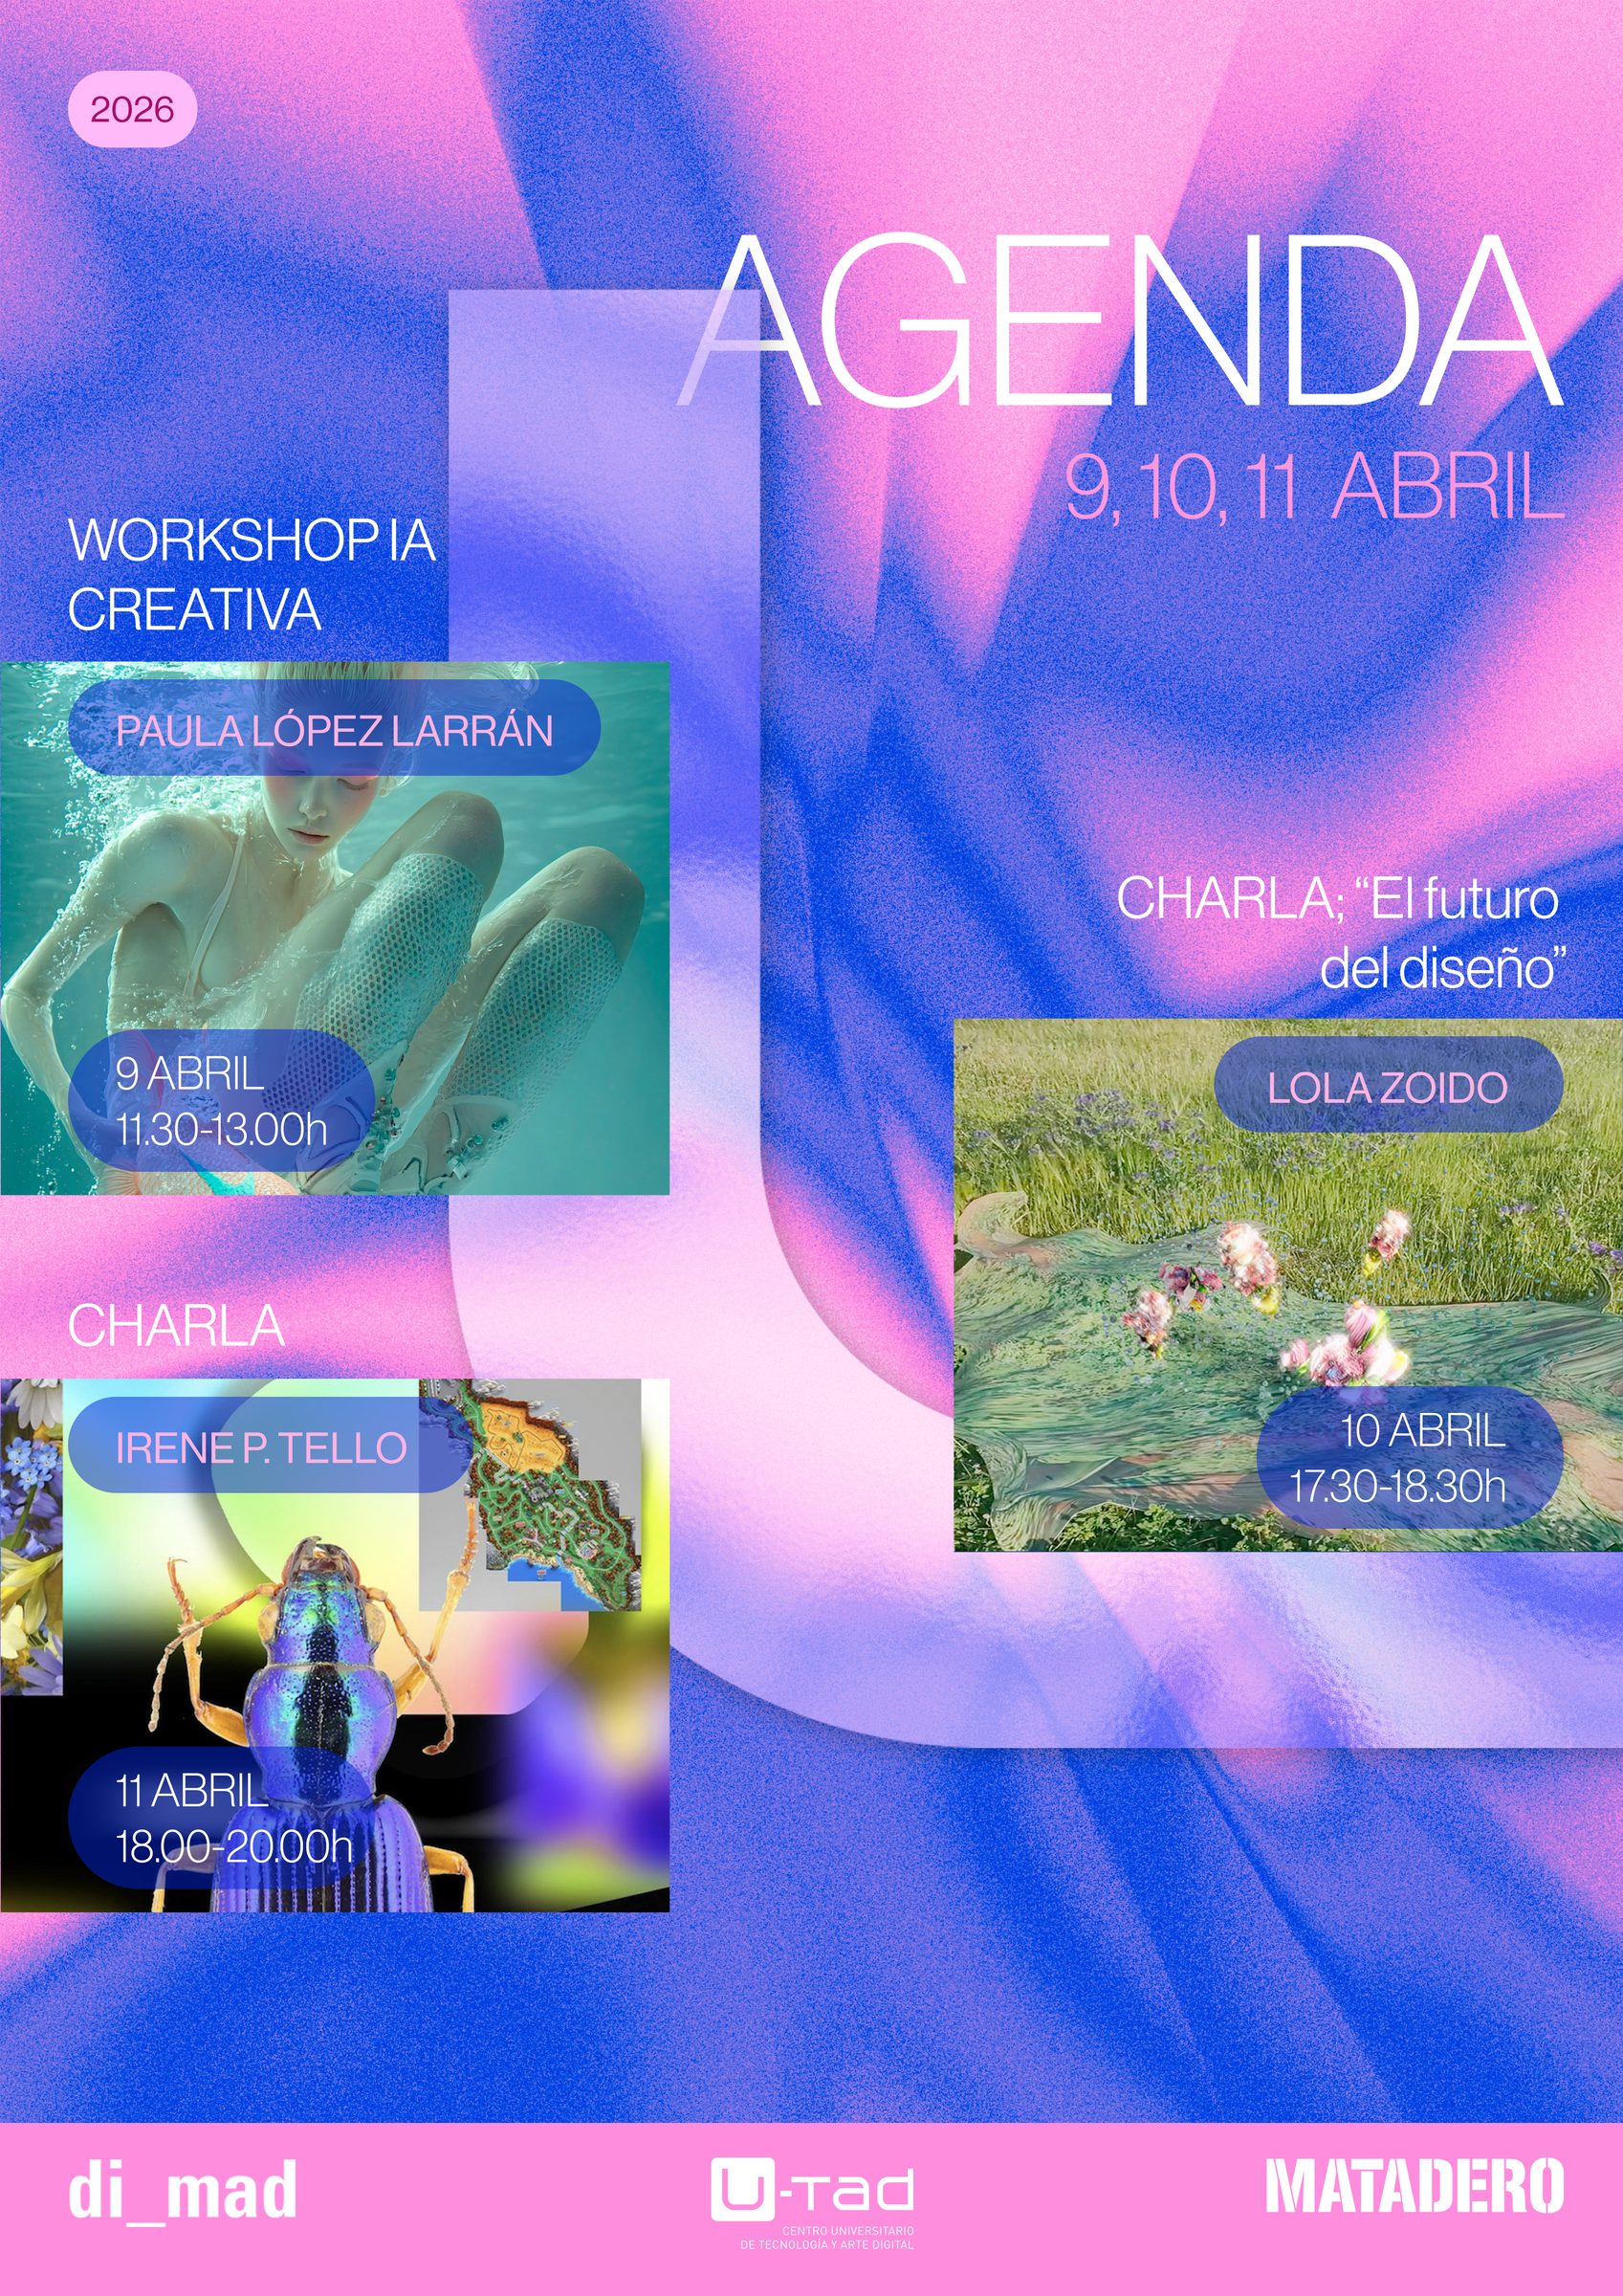 2026
AGENDA
9, 10, 11 ABRIL
WORKSHOP IA
CREATIVA
PAULA LÓPEZ LARRÁN
9 ABRIL
11.30-13.00h
CHARLA; “El futuro
del diseño”
LOLA ZOIDO
10 ABRIL
17.30-18.30h
CHARLA
IRENE P. TELLO
11 ABRIL
18.00-20.00h
di_mad
U-tad
CENTRO UNIVERSITARIO
DE TECNOLOGÍA Y ARTE DIGITAL
MATADERO